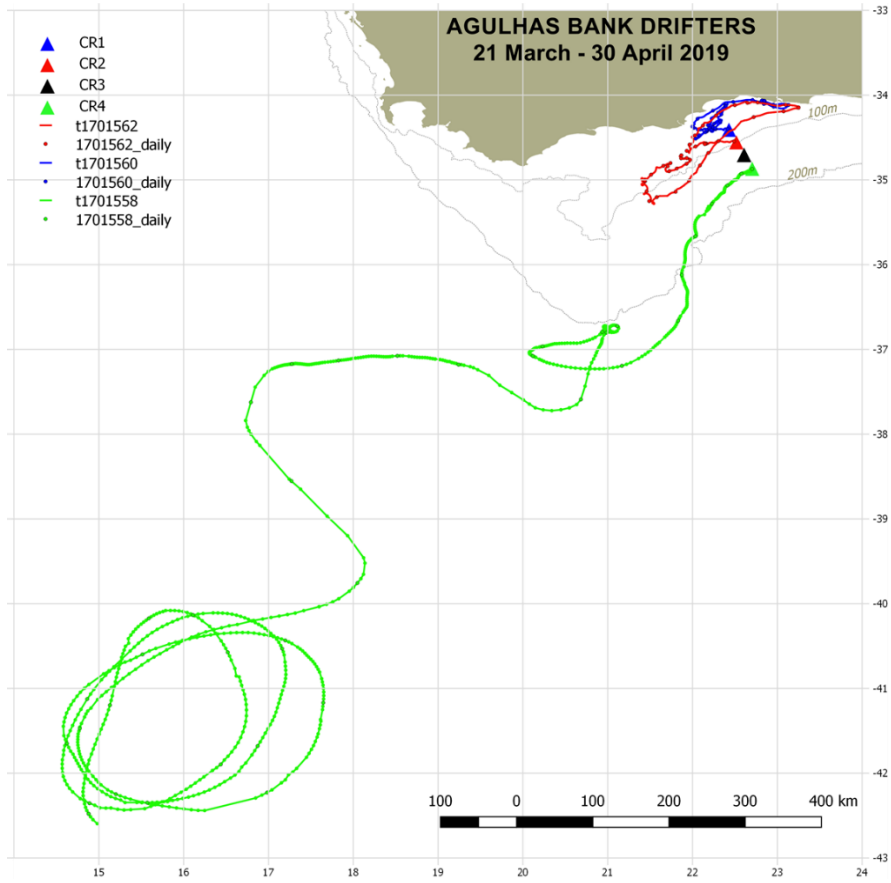 AGULHAS BANK DRIFTERS
21 March - 30 April 2019
CR1
CR2
CR3
CR4
t1701562
1701562_daily
t1701560
1701560_daily
t1701558
1701558_daily
100m
200m
-33
-34
-35
-36
-37
-38
-39
-40
-41
-42
-43
100 0 100 200 300 400 km
15 16 17 18 19 20 21 22 23 24